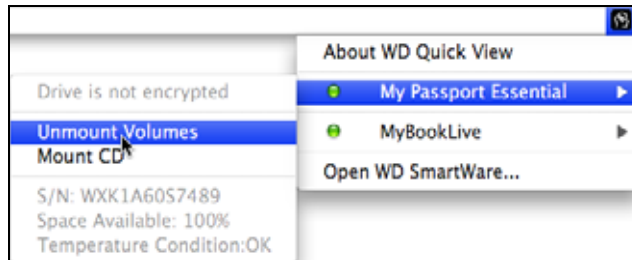 About WD Quick View
My Passport Essential
MyBookLive
Open WD SmartWare...
Drive is not encrypted
Unmount Volumes
Mount CD
S/N: WXK1A60S7489
Space Available: 100%
Temperature Condition:OK